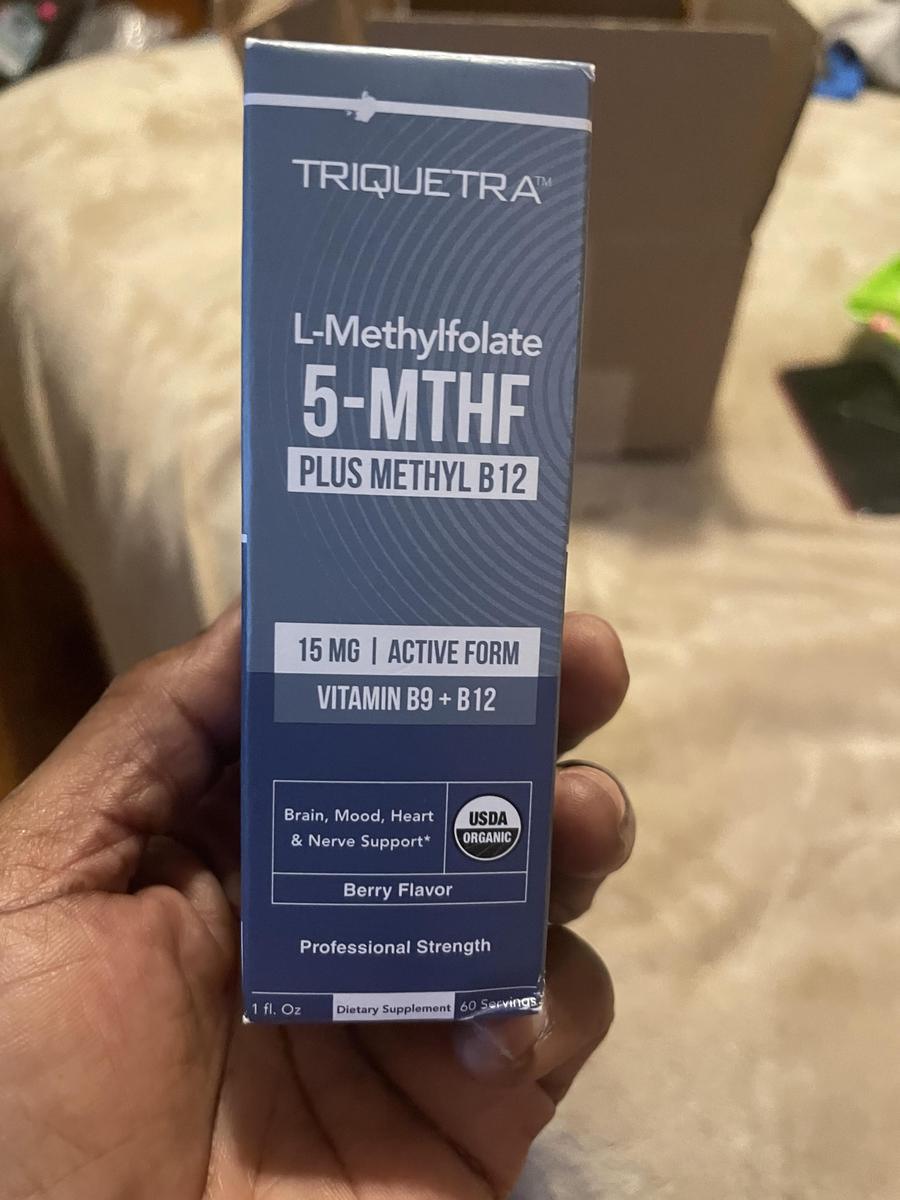 TRIQUETRA™
L-Methylfolate
5-MTHF
PLUS METHYL B12
15 MG | ACTIVE FORM
VITAMIN B9 + B12
Brain, Mood, Heart
& Nerve Support*
USDA
ORGANIC
Berry Flavor
Professional Strength
1 fl. Oz
Dietary Supplement
60 Servings